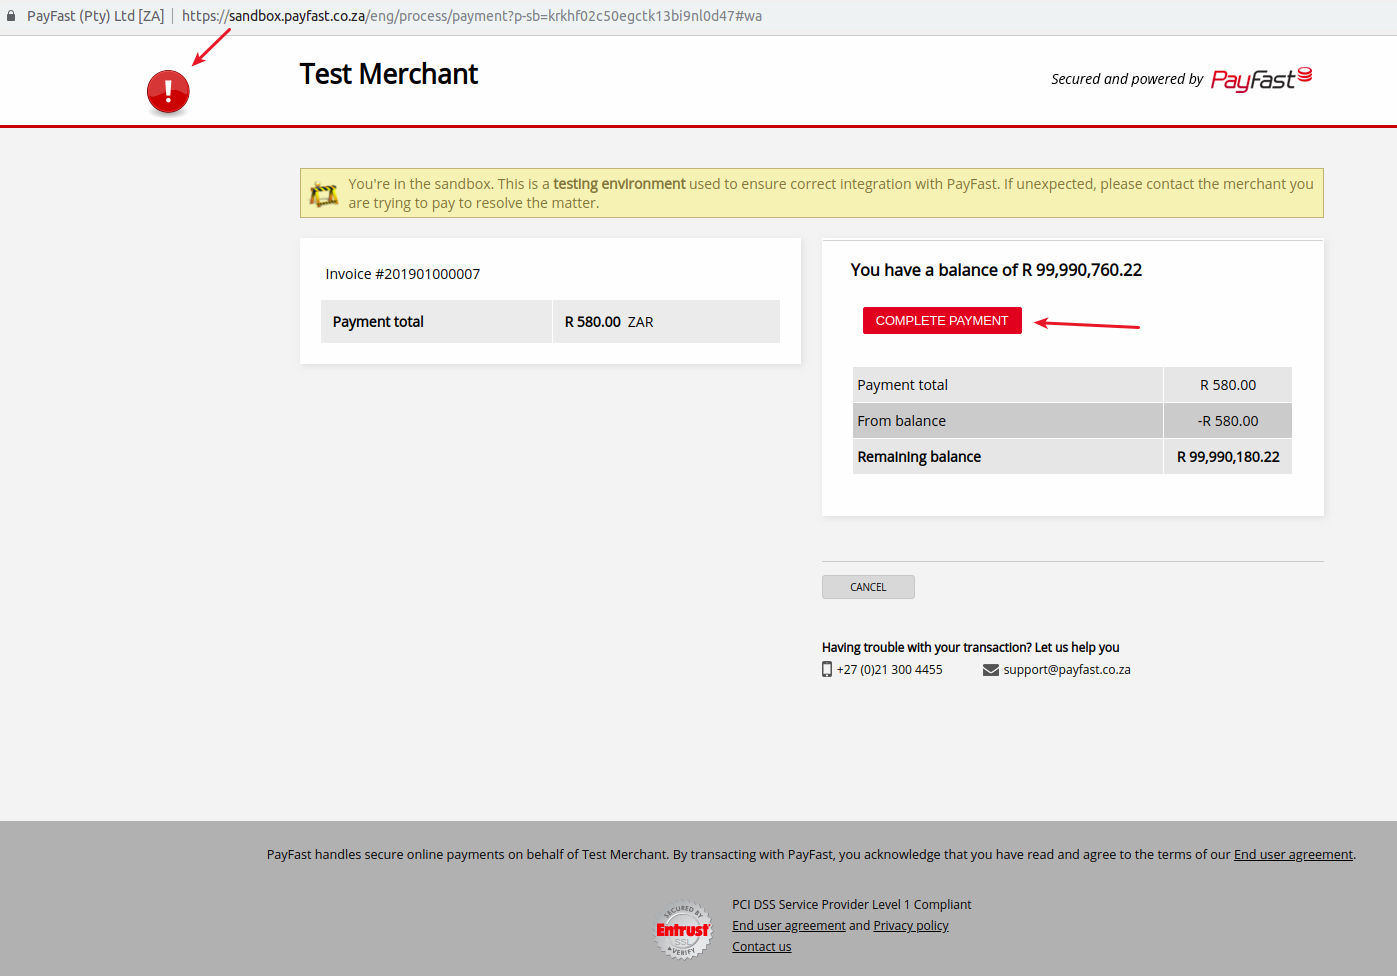 PayFast (Pty) Ltd [ZA] https://sandbox.payfast.co.za/eng/process/payment?p-sb=krkhf02c50egctk13bi9nl0d47#wa
Test Merchant
Secured and powered by PayFast
You're in the sandbox. This is a testing environment used to ensure correct integration with PayFast. If unexpected, please contact the merchant you
are trying to pay to resolve the matter.
Invoice #201901000007
Payment total R 580.00 ZAR
You have a balance of R 99,990,760.22
COMPLETE PAYMENT
Payment total R 580.00
From balance -R 580.00
Remaining balance R 99,990,180.22
CANCEL
Having trouble with your transaction? Let us help you
+27 (0)21 300 4455 support@payfast.co.za
PayFast handles secure online payments on behalf of Test Merchant. By transacting with PayFast, you acknowledge that you have read and agree to the terms of our End user agreement.
SECURED BY
Entrust
SSL
VERIFY
PCI DSS Service Provider Level 1 Compliant
End user agreement and Privacy policy
Contact us